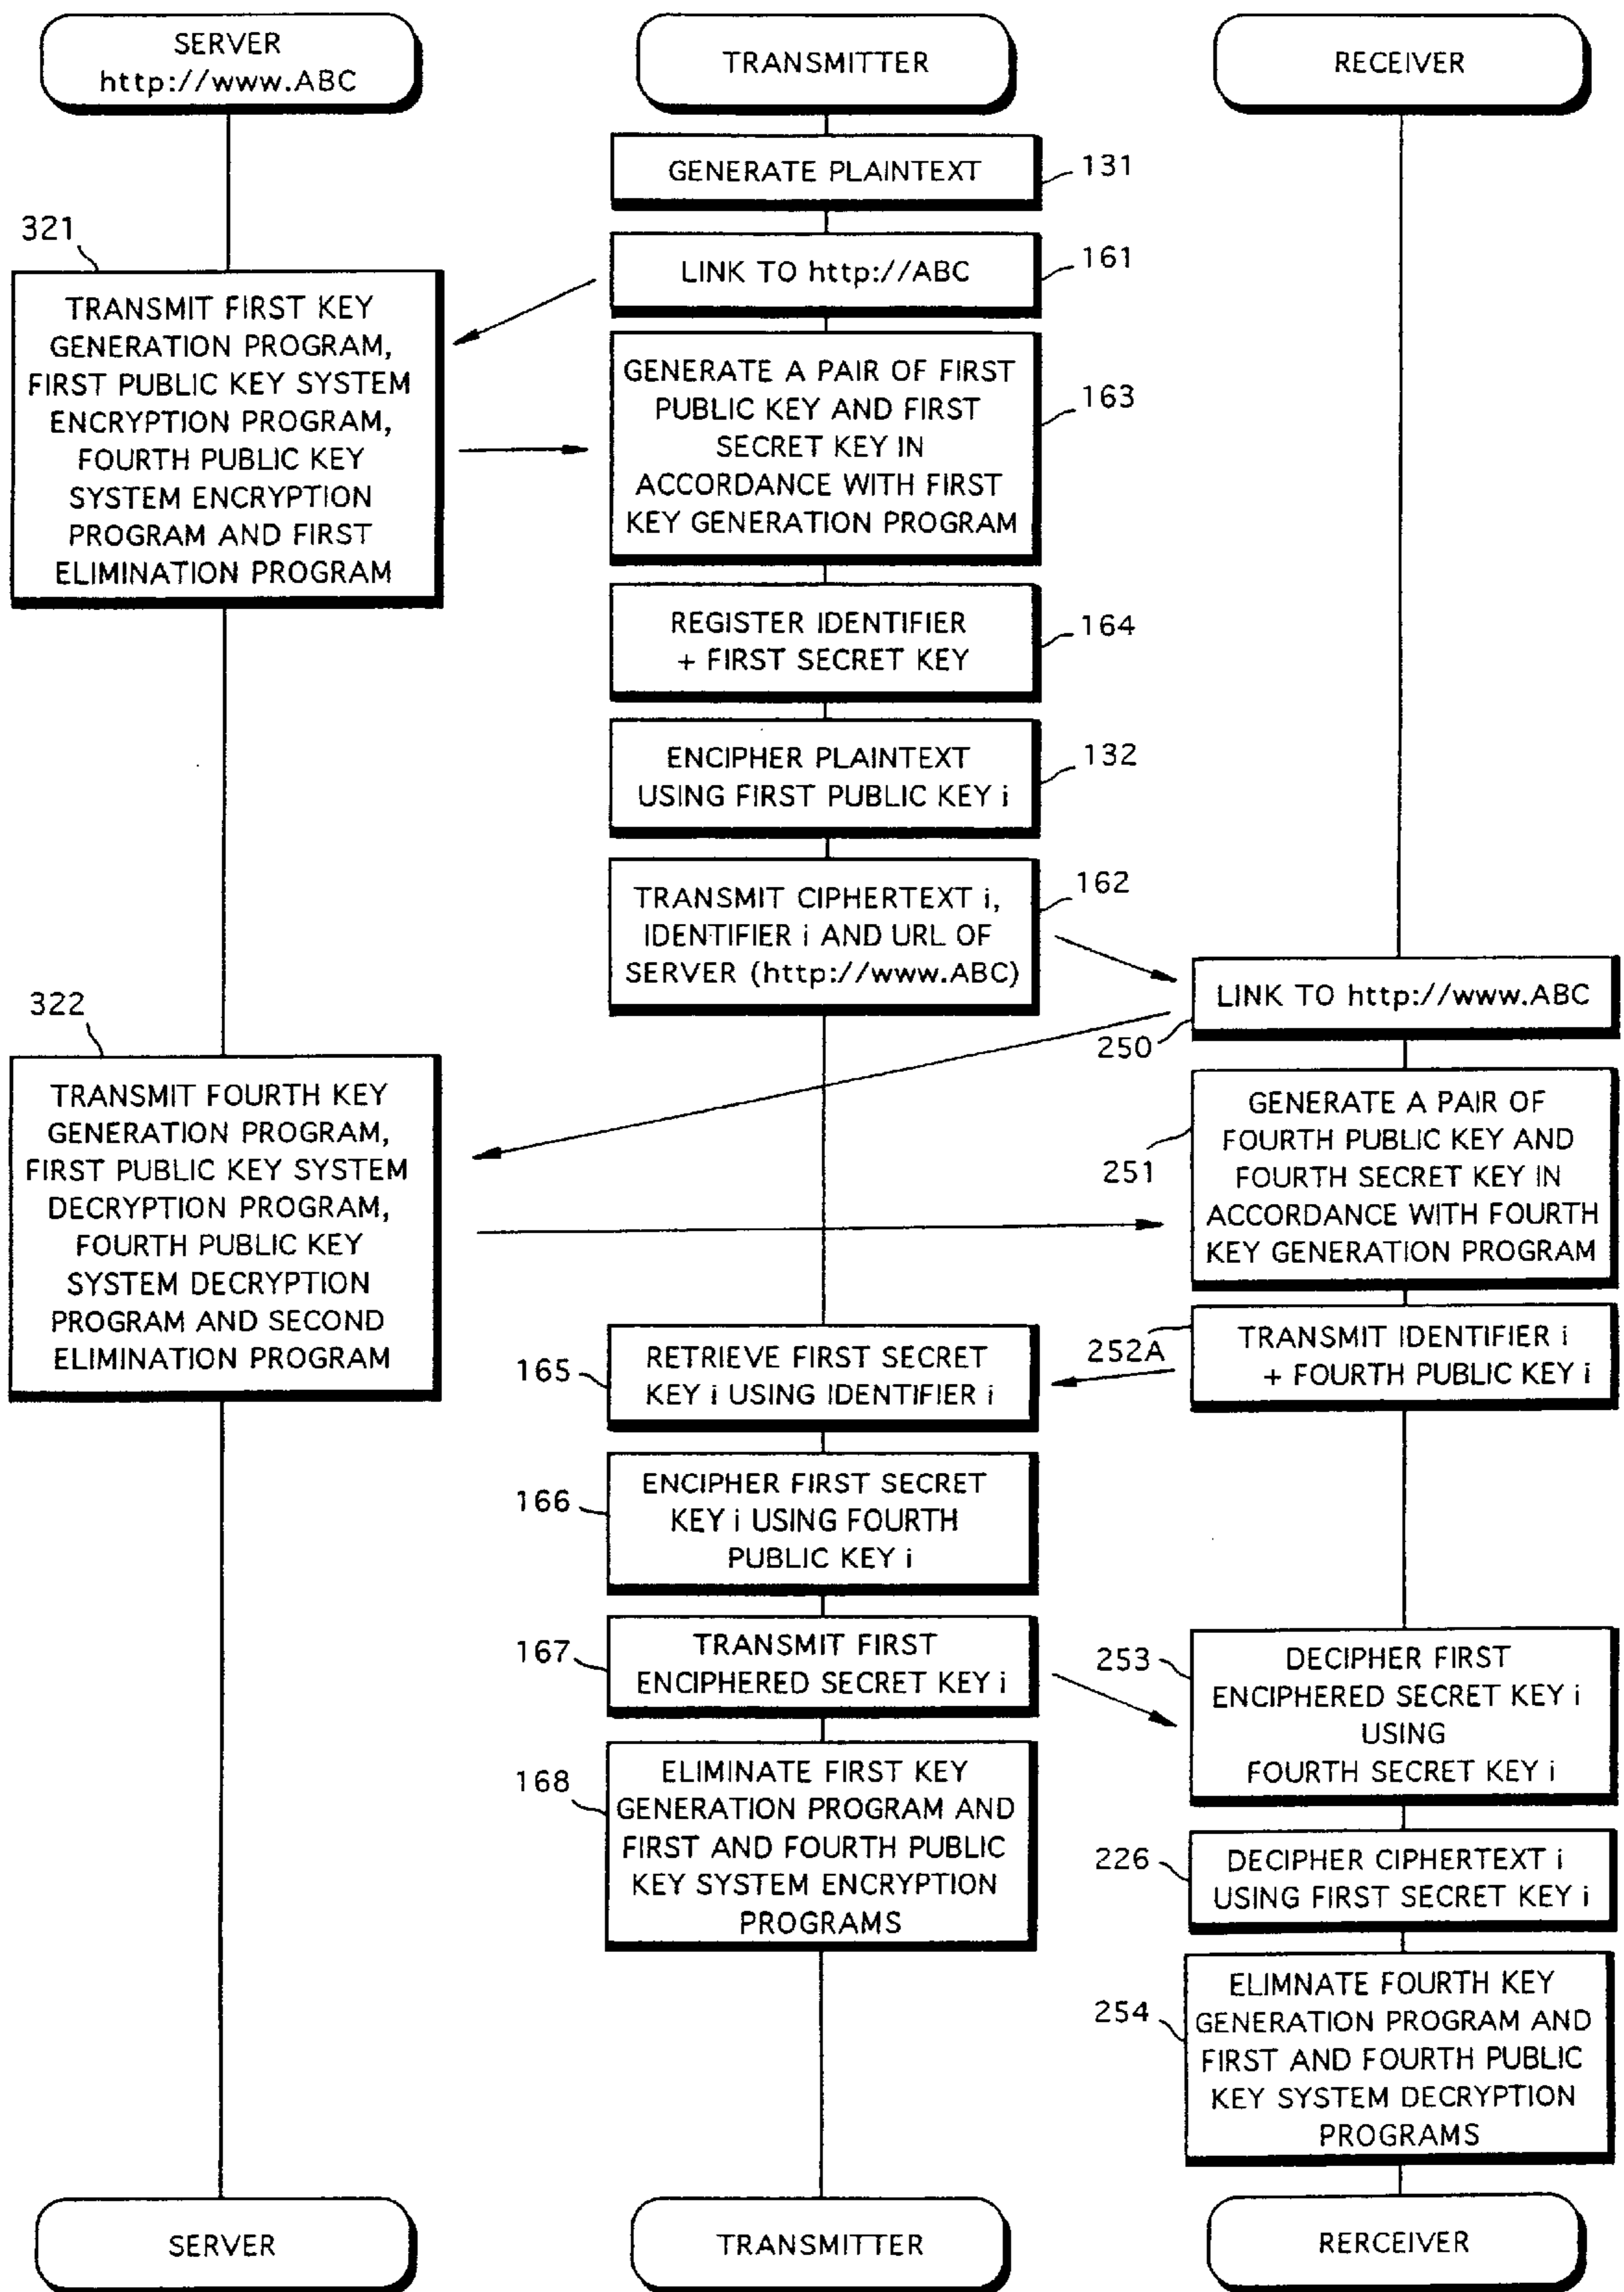 SERVER
http://www.ABC
TRANSMITTER
RECEIVER
GENERATE PLAINTEXT
131
LINK TO http://ABC
161
321
TRANSMIT FIRST KEY
GENERATION PROGRAM,
FIRST PUBLIC KEY SYSTEM
ENCRYPTION PROGRAM,
FOURTH PUBLIC KEY
SYSTEM ENCRYPTION
PROGRAM AND FIRST
ELIMINATION PROGRAM
GENERATE A PAIR OF FIRST
PUBLIC KEY AND FIRST
SECRET KEY IN
ACCORDANCE WITH FIRST
KEY GENERATION PROGRAM
163
REGISTER IDENTIFIER
+ FIRST SECRET KEY
164
ENCIPHER PLAINTEXT
USING FIRST PUBLIC KEY i
132
TRANSMIT CIPHERTEXT i,
IDENTIFIER i AND URL OF
SERVER (http://www.ABC)
162
LINK TO http://www.ABC
250
322
TRANSMIT FOURTH KEY
GENERATION PROGRAM,
FIRST PUBLIC KEY SYSTEM
DECRYPTION PROGRAM,
FOURTH PUBLIC KEY
SYSTEM DECRYPTION
PROGRAM AND SECOND
ELIMINATION PROGRAM
251
GENERATE A PAIR OF
FOURTH PUBLIC KEY AND
FOURTH SECRET KEY IN
ACCORDANCE WITH FOURTH
KEY GENERATION PROGRAM
252A
TRANSMIT IDENTIFIER i
+ FOURTH PUBLIC KEY i
165
RETRIEVE FIRST SECRET
KEY i USING IDENTIFIER i
166
ENCIPHER FIRST SECRET
KEY i USING FOURTH
PUBLIC KEY i
167
TRANSMIT FIRST
ENCIPHERED SECRET KEY i
253
DECIPHER FIRST
ENCIPHERED SECRET KEY i
USING
FOURTH SECRET KEY i
168
ELIMINATE FIRST KEY
GENERATION PROGRAM AND
FIRST AND FOURTH PUBLIC
KEY SYSTEM ENCRYPTION
PROGRAMS
226
DECIPHER CIPHERTEXT i
USING FIRST SECRET KEY i
254
ELIMNATE FOURTH KEY
GENERATION PROGRAM AND
FIRST AND FOURTH PUBLIC
KEY SYSTEM DECRYPTION
PROGRAMS
SERVER
TRANSMITTER
RERCEIVER